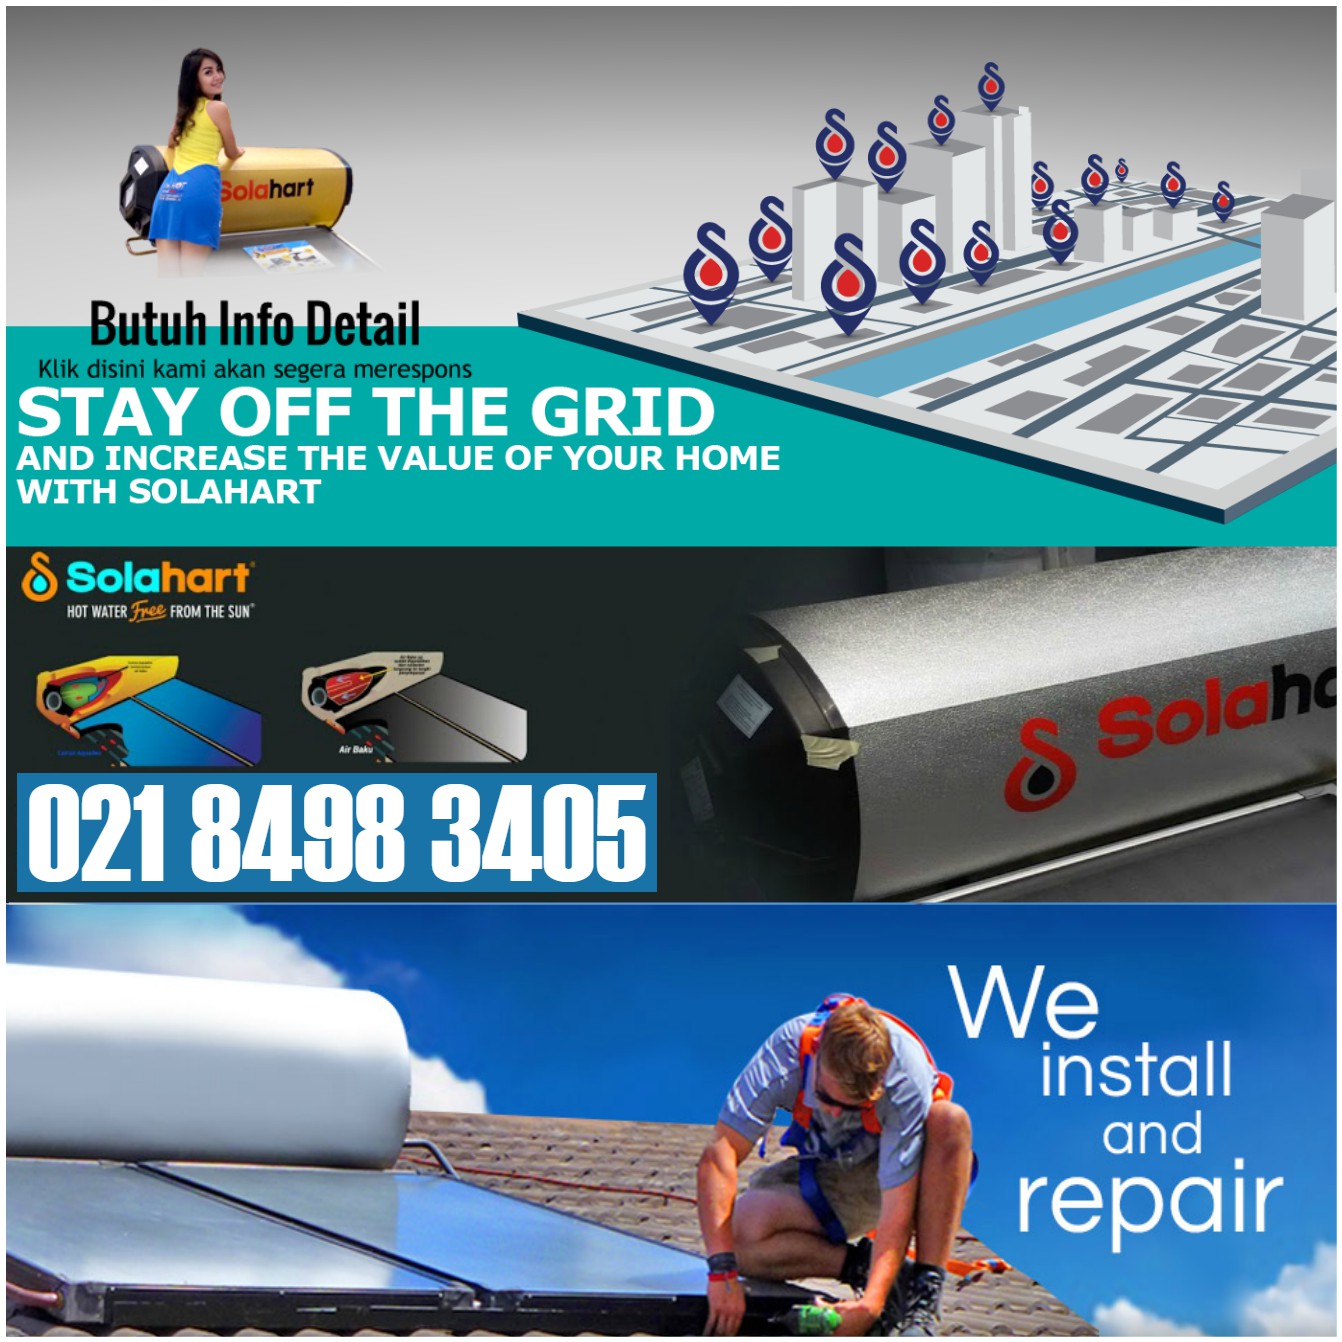 Solahart
Butuh Info Detail
Klik disini kami akan segera merespons
STAY OFF THE GRID
AND INCREASE THE VALUE OF YOUR HOME
WITH SOLAHART
Solahart
HOT WATER Free FROM THE SUN
Air Baku
021 8498 3405
Solaha
We
install
and
repair